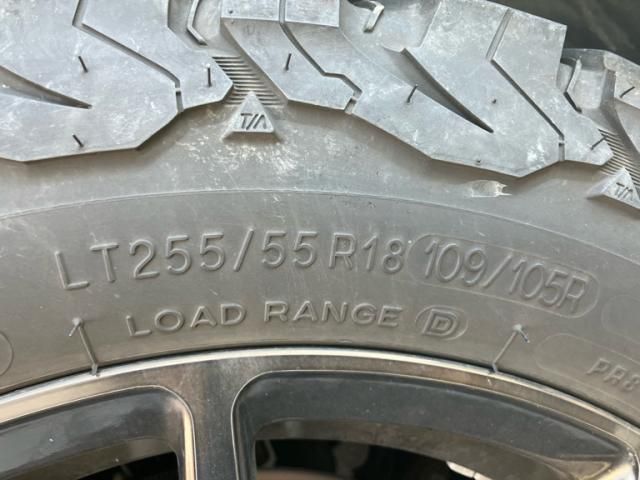 T/A
T/A
LT255/55R18 109/105R
LOAD RANGE D
PR8